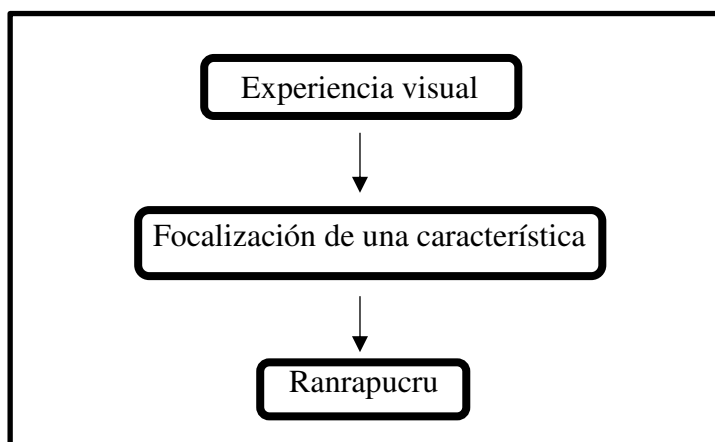 Experiencia visual
Focalización de una característica
Ranrapucru